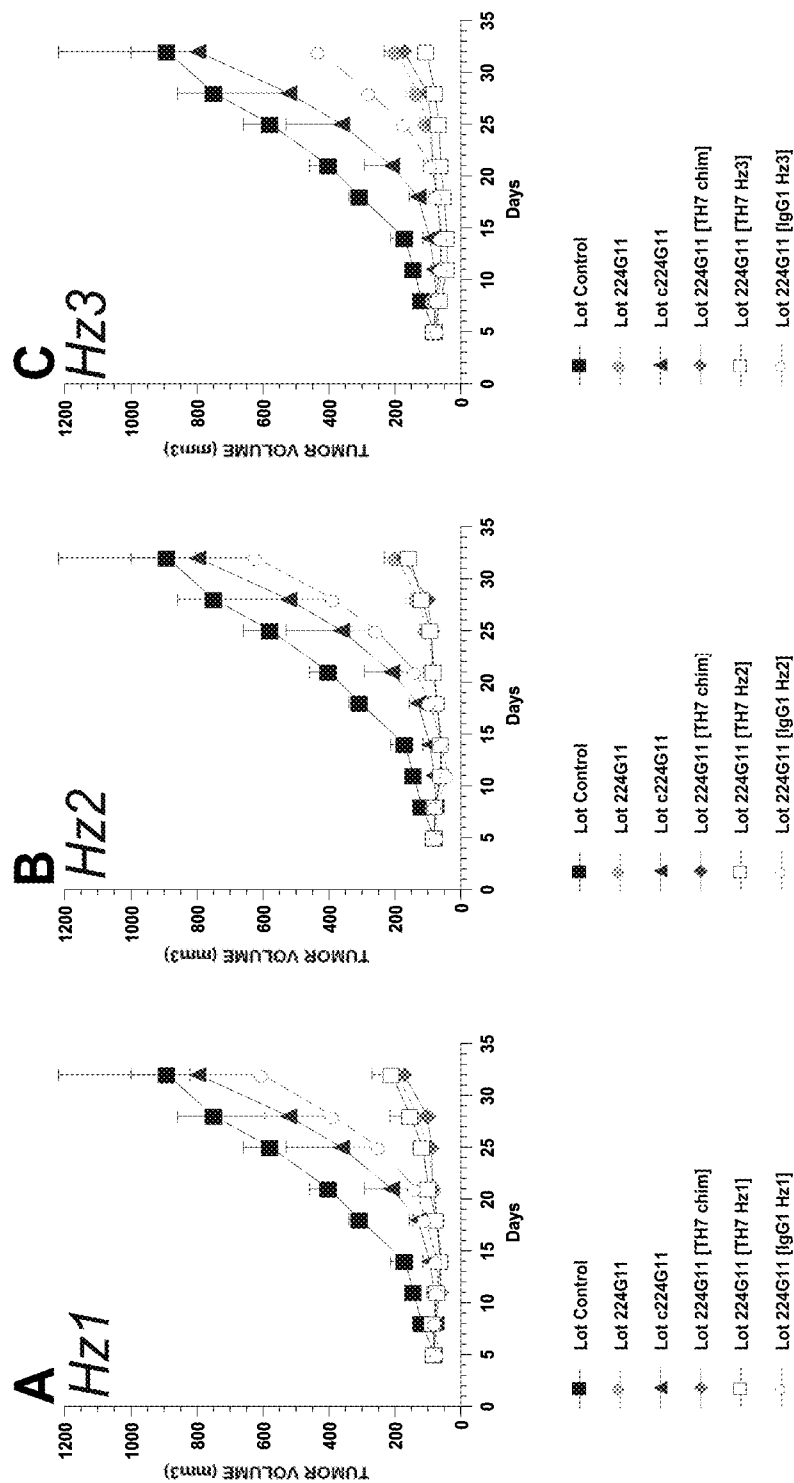 A
Hz1
TUMOR VOLUME (mm3)
1200
1000
800
600
400
200
0
0
5
10
15
20
25
30
35
Days
Lot Control
Lot 224G11
Lot c224G11
Lot 224G11 [TH7 chim]
Lot 224G11 [TH7 Hz1]
Lot 224G11 [IgG1 Hz1]
B
Hz2
TUMOR VOLUME (mm3)
1200
1000
800
600
400
200
0
0
5
10
15
20
25
30
35
Days
Lot Control
Lot 224G11
Lot c224G11
Lot 224G11 [TH7 chim]
Lot 224G11 [TH7 Hz2]
Lot 224G11 [IgG1 Hz2]
C
Hz3
TUMOR VOLUME (mm3)
1200
1000
800
600
400
200
0
0
5
10
15
20
25
30
35
Days
Lot Control
Lot 224G11
Lot c224G11
Lot 224G11 [TH7 chim]
Lot 224G11 [TH7 Hz3]
Lot 224G11 [IgG1 Hz3]